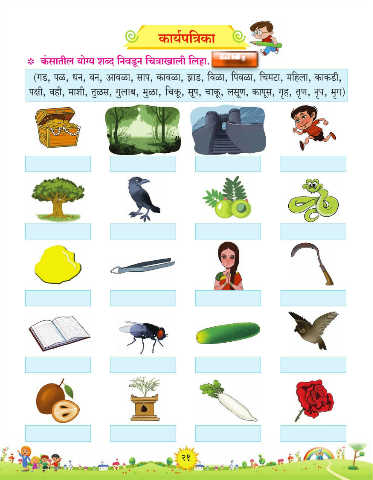 कार्यपत्रिका
❖ कंसातील योग्य शब्द निवडून चित्राखाली लिहा.
(गड, पळ, धन, वन, आवळा, साप, कावळा, झाड, विळा, पिवळा, चिमटा, महिला, काकडी,
पक्षी, वही, माशी, तुळस, गुलाब, मुळा, चिकू, सूप, चाकू, लसूण, कापूस, गृह, तृण, नृप, मृग)
२१